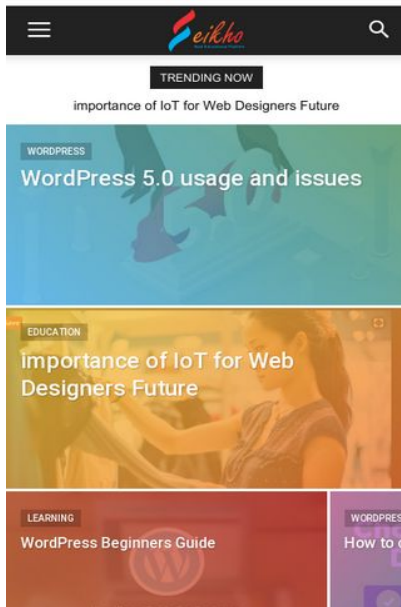 eikho
TRENDING NOW
importance of IoT for Web Designers Future
WORDPRESS
WordPress 5.0 usage and issues
EDUCATION
importance of IoT for Web
Designers Future
LEARNING
WordPress Beginners Guide
WORDPRES
How to